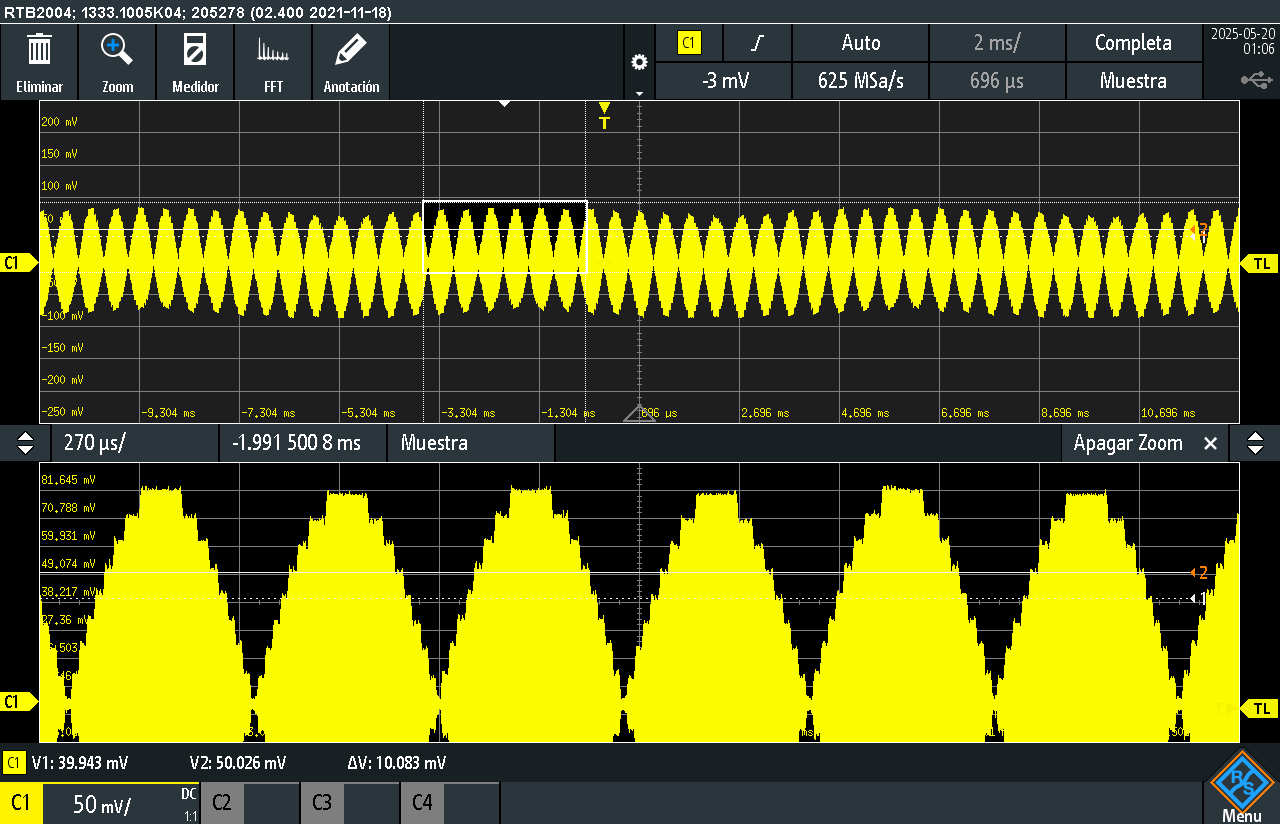 RTB2004; 1333.1005K04; 205278 (02.400 2021-11-18)
Eliminar Zoom Medidor FFT Anotación
C1 Auto 2 ms/ Completa
-3 mV 625 MSa/s 696 µs Muestra
2025-05-20
01:06
T
200 mV
150 mV
100 mV
50
2
C1
TL
-100 mV
-150 mV
-200 mV
-250 mV
-9,304 ms -7,304 ms -5,304 ms -3,304 ms -1,304 ms 696 µs 2,696 ms 4,696 ms 6,696 ms 8,696 ms 10,696 ms
270 µs/ -1.991 500 8 ms Muestra Apagar Zoom ✕
81,645 mV
70,788 mV
59,931 mV
49,074 mV
2
38,217 mV
1
27,36 mV
C1
TL
C1 V1: 39.943 mV V2: 50.026 mV ΔV: 10.083 mV
C1 50 mV/ DC 1:1 C2 C3 C4
R S
Menu